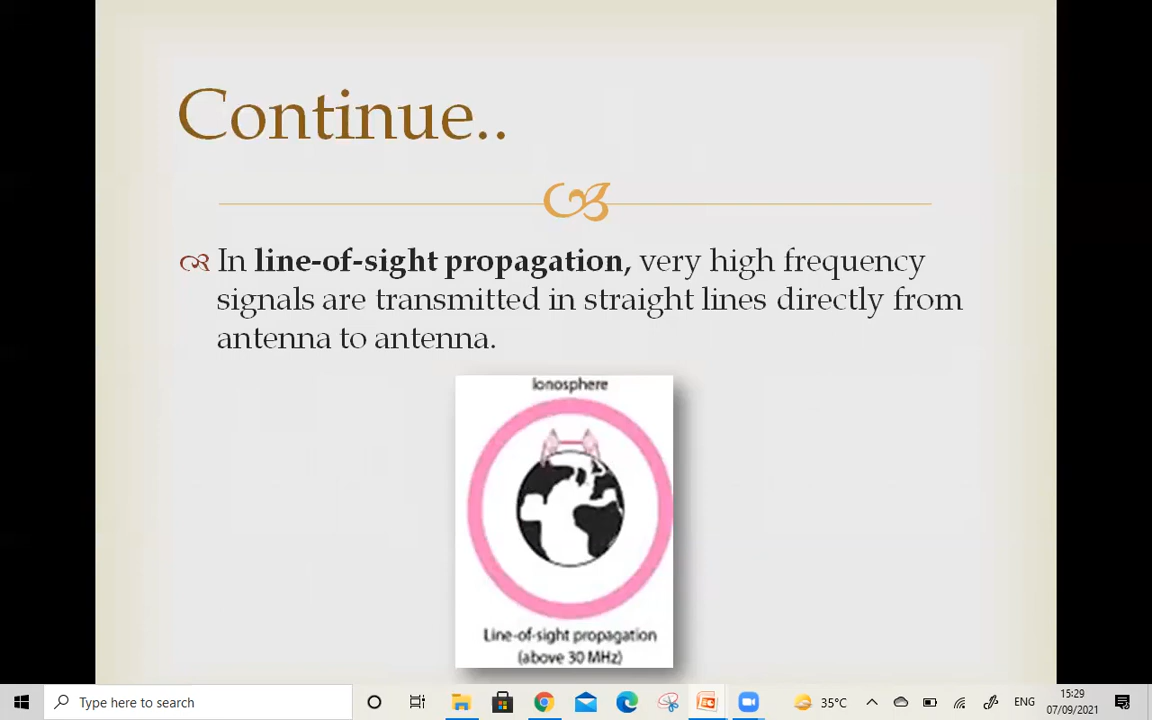 Continue..
In line-of-sight propagation, very high frequency
signals are transmitted in straight lines directly from
antenna to antenna.
Ionosphere
Line-of-sight propagation
(above 30 MHz)
Type here to search
35°C
ENG
15:29
07/09/2021